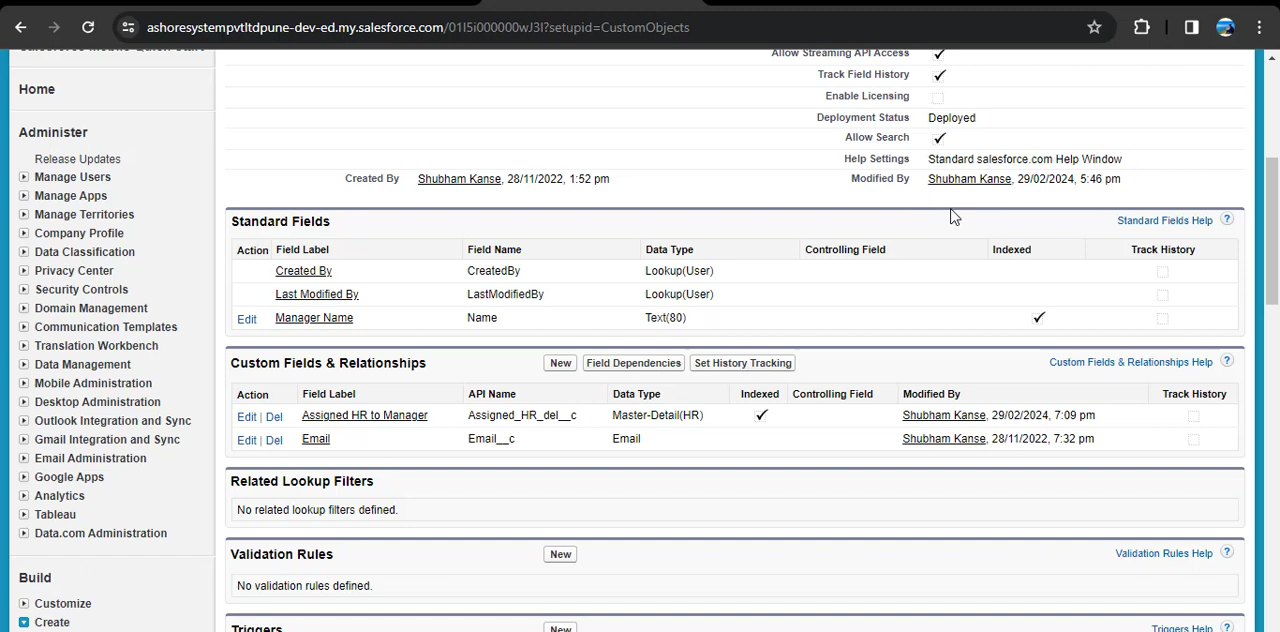 ashoresystempvtltdpune-dev-ed.my.salesforce.com/01I5i000000wJ3I?setupid=CustomObjects
Home
Administer
Release Updates
Manage Users
Manage Apps
Manage Territories
Company Profile
Data Classification
Privacy Center
Security Controls
Domain Management
Communication Templates
Translation Workbench
Data Management
Mobile Administration
Desktop Administration
Outlook Integration and Sync
Gmail Integration and Sync
Email Administration
Google Apps
Analytics
Tableau
Data.com Administration
Build
Customize
Create
Allow Streaming API Access
Track Field History
Enable Licensing
Deployment Status Deployed
Allow Search
Help Settings Standard salesforce.com Help Window
Created By Shubham Kanse, 28/11/2022, 1:52 pm Modified By Shubham Kanse, 29/02/2024, 5:46 pm
Standard Fields Standard Fields Help ?
Action Field Label Field Name Data Type Controlling Field Indexed Track History
Created By CreatedBy Lookup(User)
Last Modified By LastModifiedBy Lookup(User)
Edit Manager Name Name Text(80)
Custom Fields & Relationships New Field Dependencies Set History Tracking Custom Fields & Relationships Help ?
Action Field Label API Name Data Type Indexed Controlling Field Modified By Track History
Edit | Del Assigned HR to Manager Assigned_HR_del__c Master-Detail(HR) Shubham Kanse, 29/02/2024, 7:09 pm
Edit | Del Email Email__c Email Shubham Kanse, 28/11/2022, 7:32 pm
Related Lookup Filters
No related lookup filters defined.
Validation Rules New Validation Rules Help ?
No validation rules defined.
Triggers New Triggers Help ?